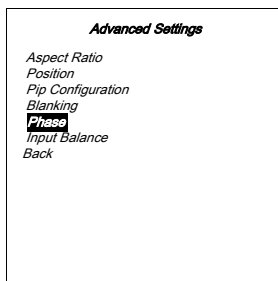 Advanced Settings
Aspect Ratio
Position
Pip Configuration
Blanking
Phase
Input Balance
Back